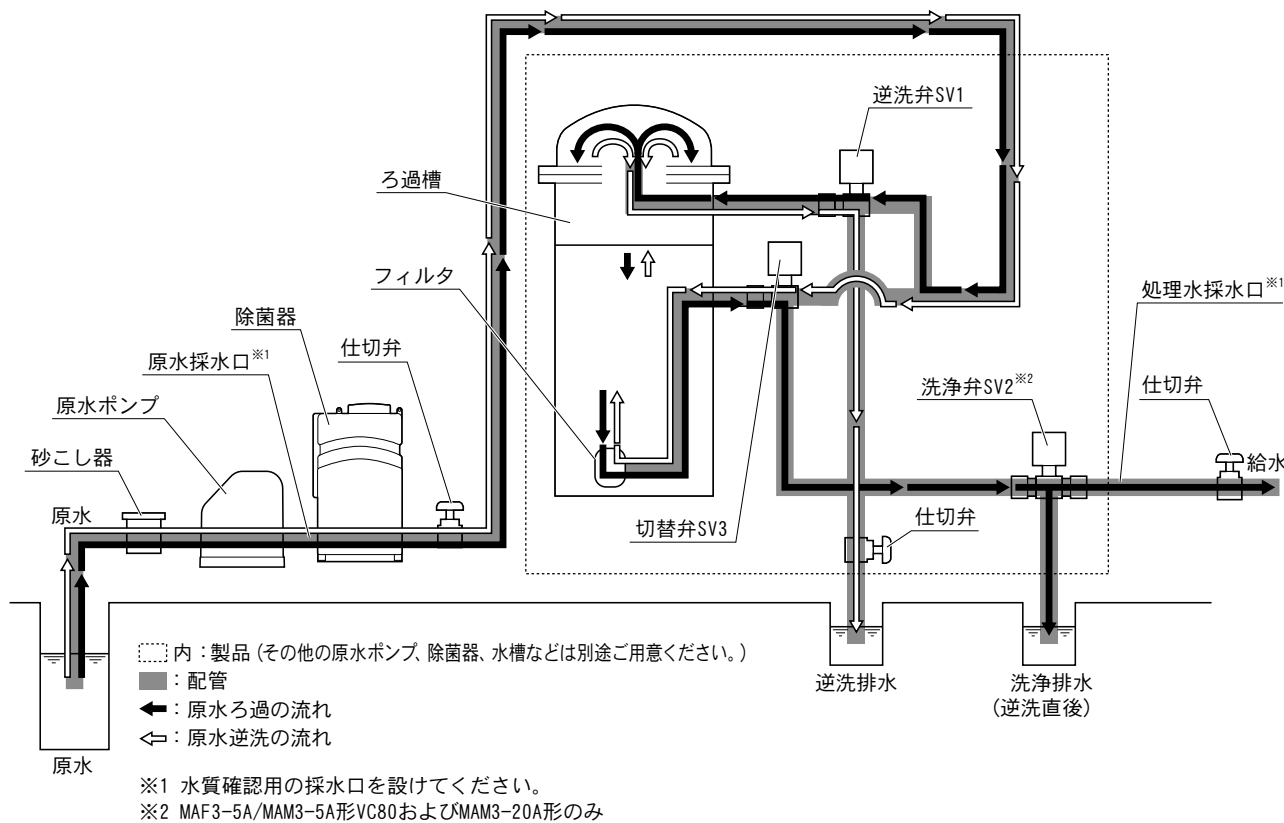 逆洗弁SV1
ろ過槽
フィルタ
除菌器
処理水採水口※1
原水採水口※1
仕切弁
洗浄弁SV2※2
仕切弁
原水ポンプ
砂こし器
給水
原水
切替弁SV3
仕切弁
内：製品（その他の原水ポンプ、除菌器、水槽などは別途ご用意ください。）
：配管
：原水ろ過の流れ
：原水逆洗の流れ
逆洗排水
洗浄排水
（逆洗直後）
原水
※1 水質確認用の採水口を設けてください。
※2 MAF3-5A/MAM3-5A形VC80およびMAM3-20A形のみ